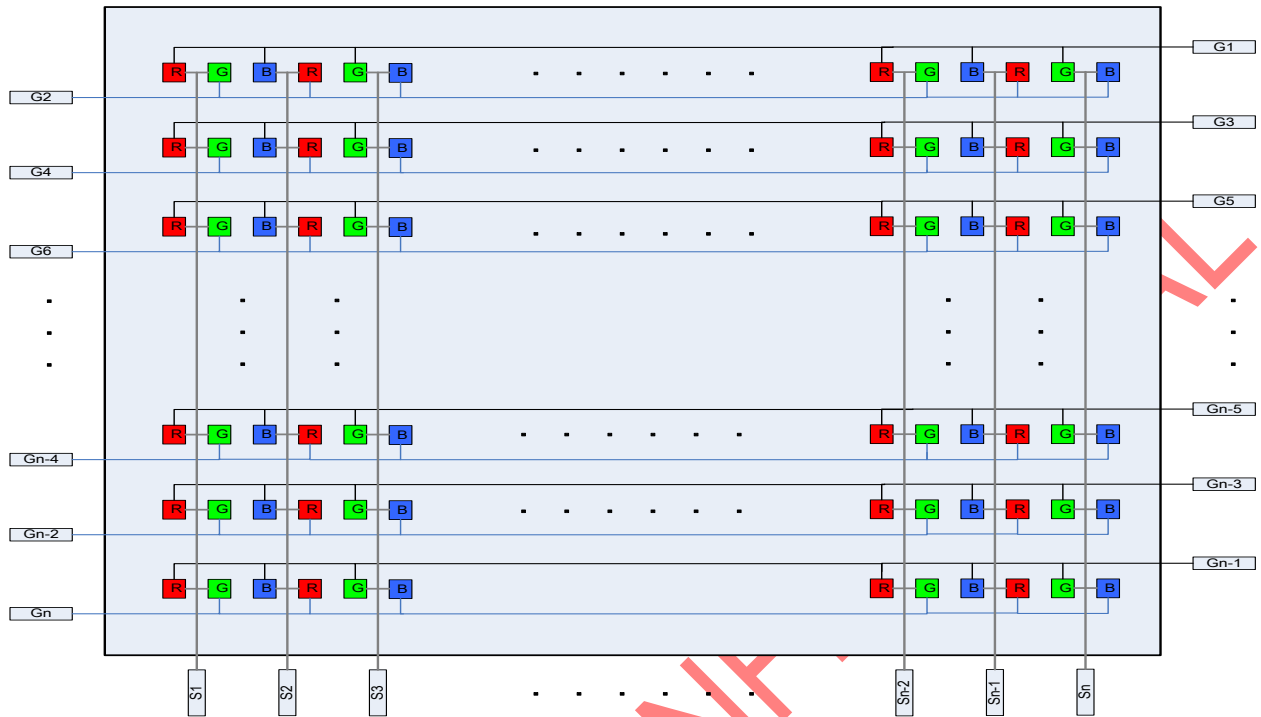 G1
R G B R G B R G B R G B
G2
G3
R G B R G B R G B R G B
G4
G5
R G B R G B R G B R G B
G6
Gn-5
R G B R G B R G B R G B
Gn-4
Gn-3
R G B R G B R G B R G B
Gn-2
Gn-1
R G B R G B R G B R G B
Gn
S1 S2 S3 Sn-2 Sn-1 Sn